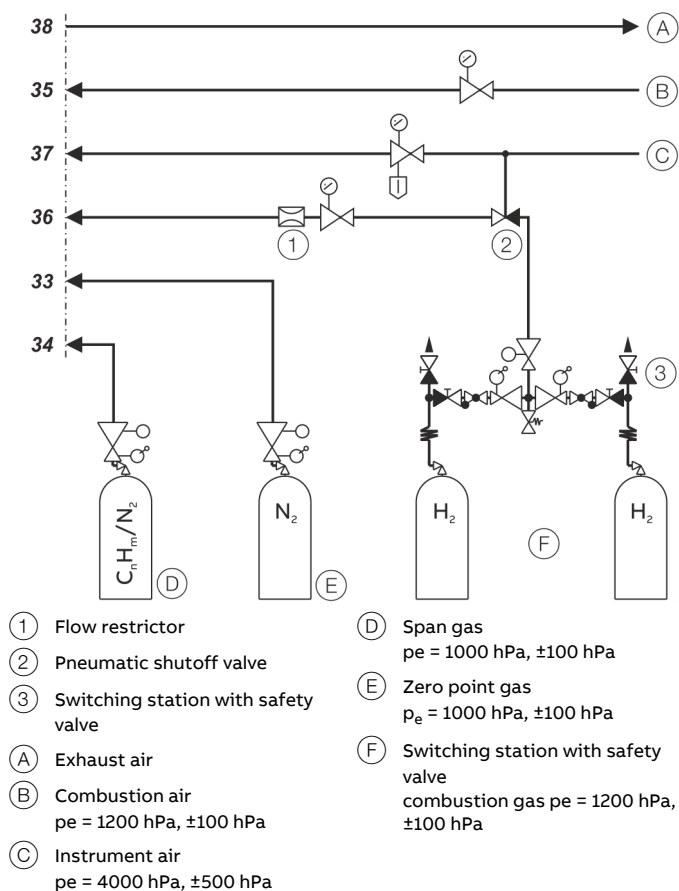 38
A
35
B
37
C
36
1
2
33
34
3
CnHm/N2
N2
H2
H2
D
E
F
1 Flow restrictor
2 Pneumatic shutoff valve
3 Switching station with safety
valve
A Exhaust air
B Combustion air
pe = 1200 hPa, ±100 hPa
C Instrument air
pe = 4000 hPa, ±500 hPa
D Span gas
pe = 1000 hPa, ±100 hPa
E Zero point gas
pe = 1000 hPa, ±100 hPa
F Switching station with safety
valve
combustion gas pe = 1200 hPa,
±100 hPa